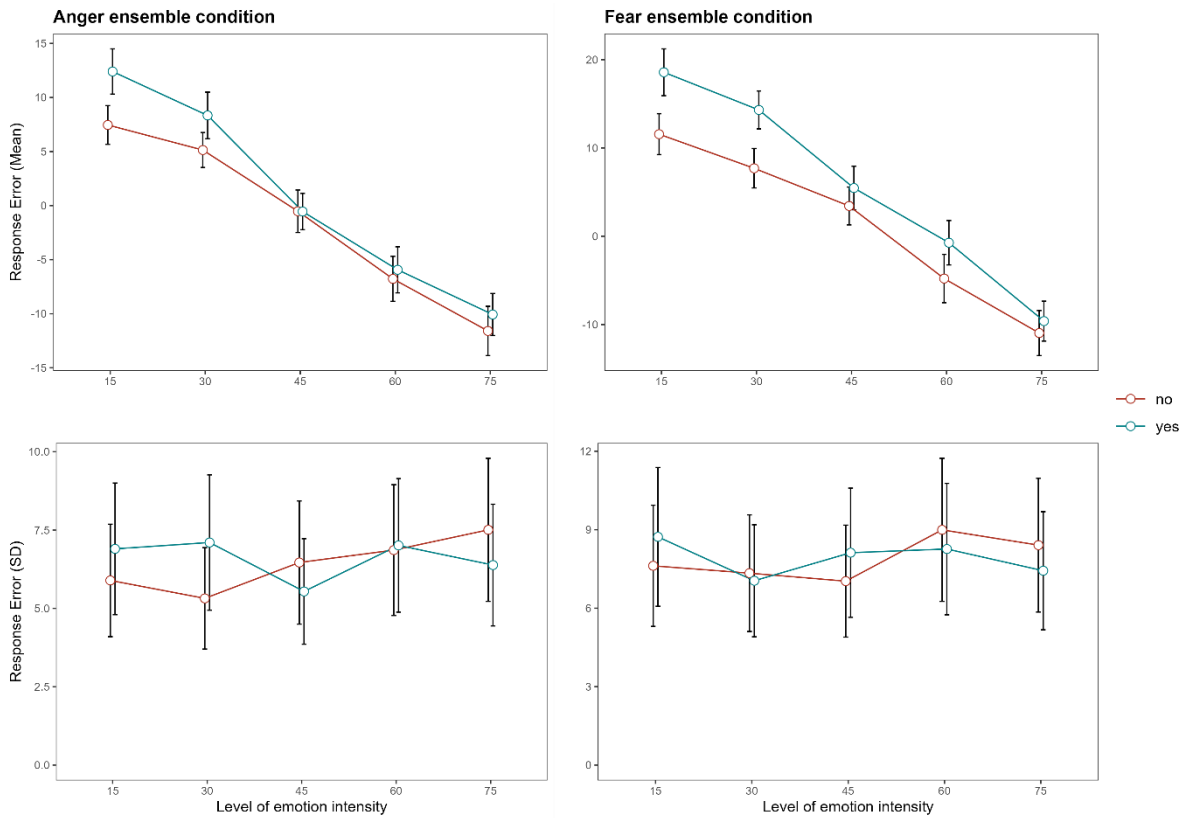 Anger ensemble condition
Fear ensemble condition
Response Error (Mean)
15
10
5
0
-5
-10
-15
15 30 45 60 75
20
10
0
-10
15 30 45 60 75
no
yes
Response Error (SD)
10.0
7.5
5.0
2.5
0.0
15 30 45 60 75
Level of emotion intensity
12
9
6
3
0
15 30 45 60 75
Level of emotion intensity